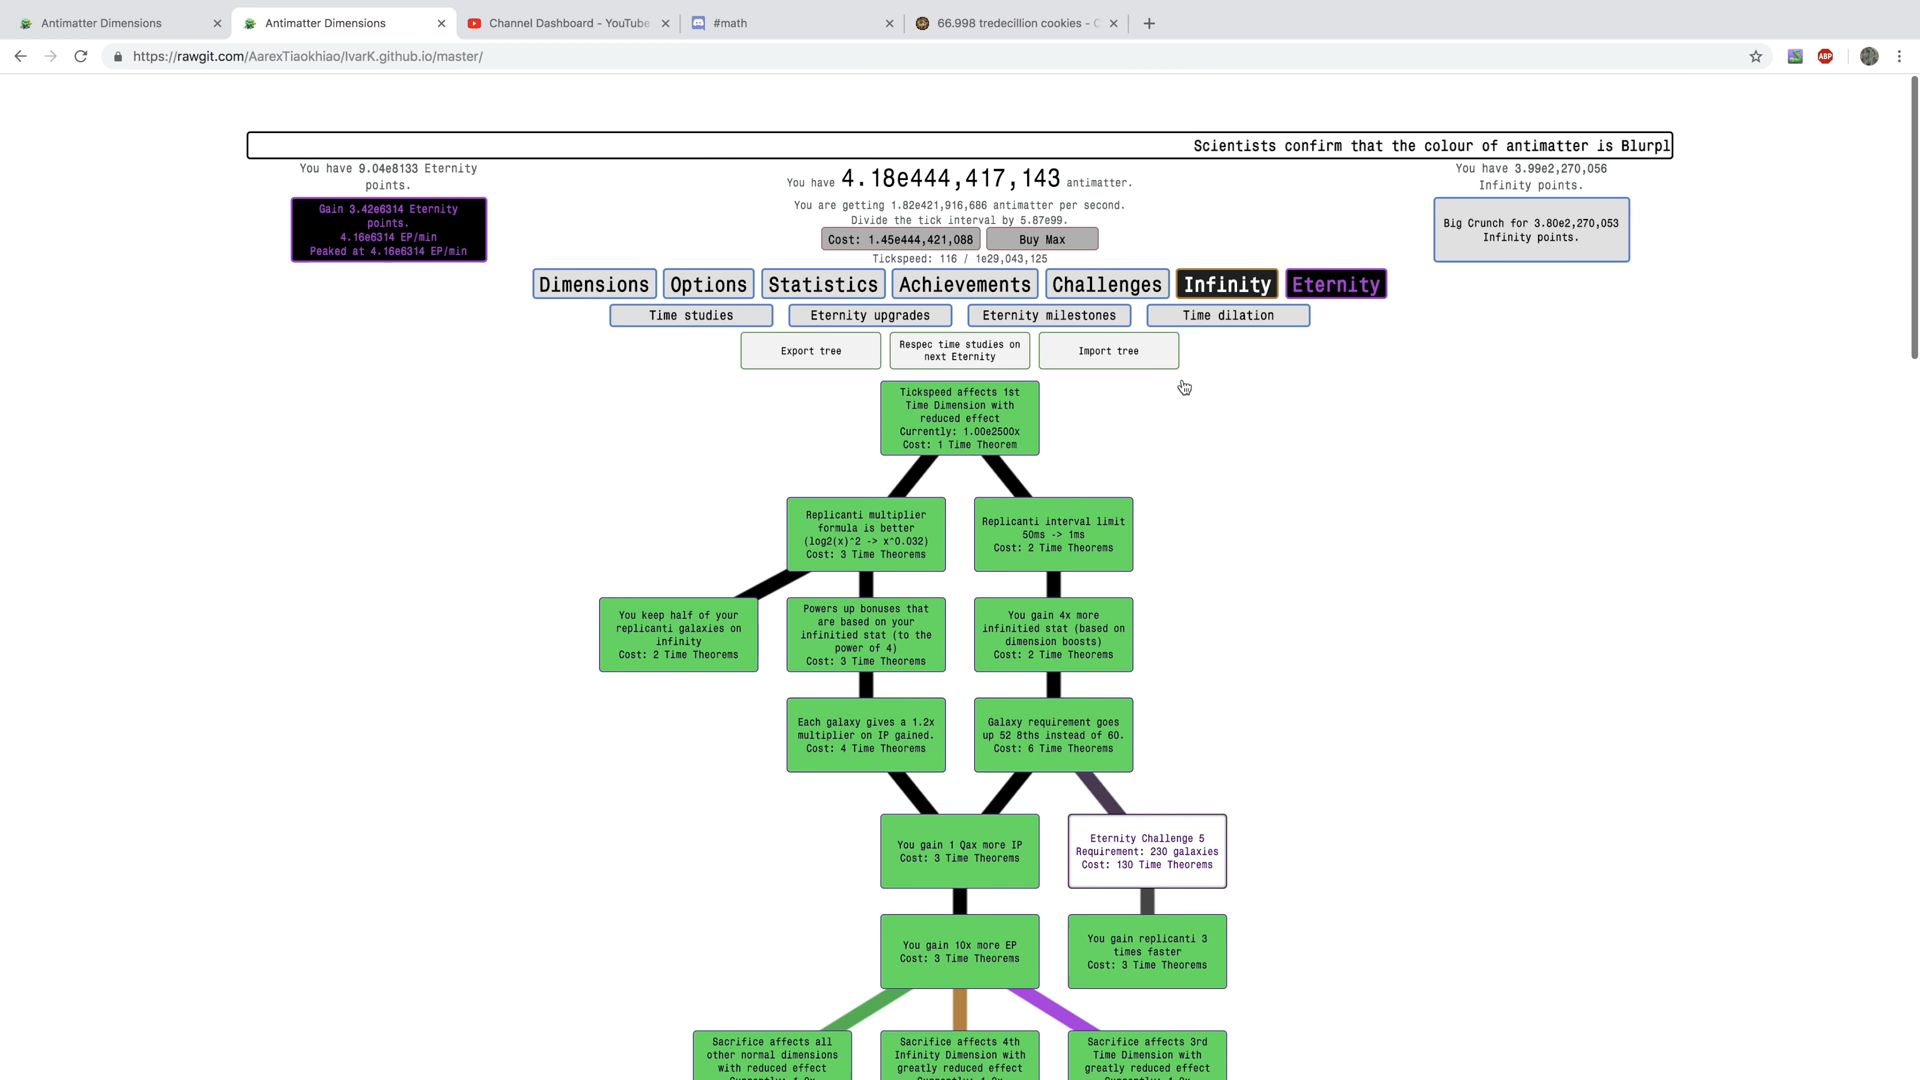 Antimatter Dimensions
Antimatter Dimensions
Channel Dashboard - YouTube
#math
66.998 tredecillion cookies - C
https://rawgit.com/AarexTiaokhiao/IvarK.github.io/master/
ABP
Scientists confirm that the colour of antimatter is Blurpl
You have 9.04e8133 Eternity
points.
Gain 3.42e6314 Eternity
points.
4.16e6314 EP/min
Peaked at 4.16e6314 EP/min
You have 4.18e444,417,143 antimatter.
You are getting 1.82e421,916,686 antimatter per second.
Divide the tick interval by 5.87e99.
Cost: 1.45e444,421,088
Buy Max
Tickspeed: 116 / 1e29,043,125
You have 3.99e2,270,056
Infinity points.
Big Crunch for 3.80e2,270,053
Infinity points.
Dimensions
Options
Statistics
Achievements
Challenges
Infinity
Eternity
Time studies
Eternity upgrades
Eternity milestones
Time dilation
Export tree
Respec time studies on
next Eternity
Import tree
Tickspeed affects 1st
Time Dimension with
reduced effect
Currently: 1.00e2500x
Cost: 1 Time Theorem
Replicanti multiplier
formula is better
(log2(x)^2 -> x^0.032)
Cost: 3 Time Theorems
Replicanti interval limit
50ms -> 1ms
Cost: 2 Time Theorems
You keep half of your
replicanti galaxies on
infinity
Cost: 2 Time Theorems
Powers up bonuses that
are based on your
infinitied stat (to the
power of 4)
Cost: 3 Time Theorems
You gain 4x more
infinitied stat (based on
dimension boosts)
Cost: 2 Time Theorems
Each galaxy gives a 1.2x
multiplier on IP gained.
Cost: 4 Time Theorems
Galaxy requirement goes
up 52 8ths instead of 60.
Cost: 6 Time Theorems
You gain 1 Qax more IP
Cost: 3 Time Theorems
Eternity Challenge 5
Requirement: 230 galaxies
Cost: 130 Time Theorems
You gain 10x more EP
Cost: 3 Time Theorems
You gain replicanti 3
times faster
Cost: 3 Time Theorems
Sacrifice affects all
other normal dimensions
with reduced effect
Sacrifice affects 4th
Infinity Dimension with
greatly reduced effect
Sacrifice affects 3rd
Time Dimension with
greatly reduced effect